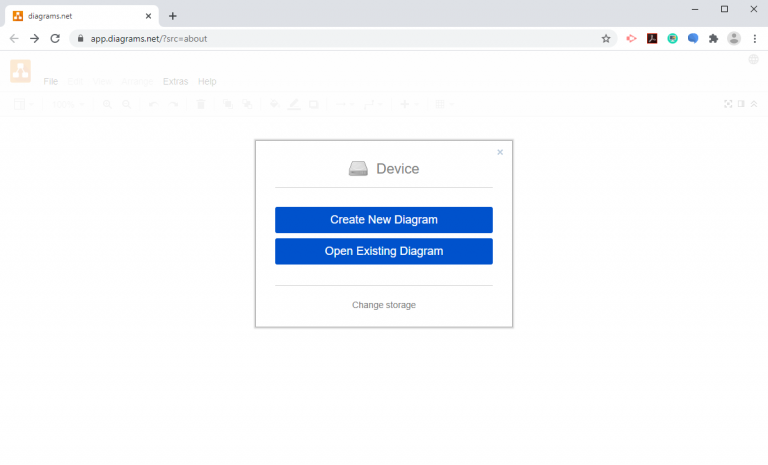 diagrams.net
app.diagrams.net/?src=about
File Edit View Arrange Extras Help
Device
Create New Diagram
Open Existing Diagram
Change storage